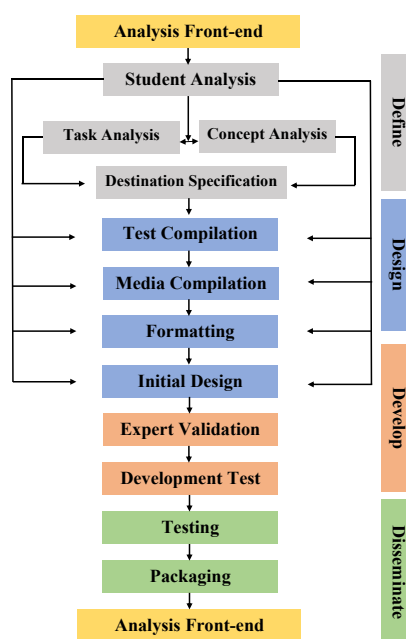 Analysis Front-end
Student Analysis
Task Analysis
Concept Analysis
Destination Specification
Test Compilation
Media Compilation
Formatting
Initial Design
Expert Validation
Development Test
Testing
Packaging
Analysis Front-end
Define
Design
Develop
Disseminate